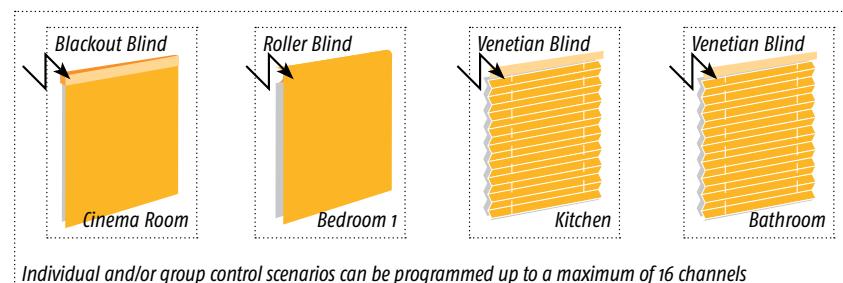 Blackout Blind
Roller Blind
Venetian Blind
Venetian Blind
Cinema Room
Bedroom 1
Kitchen
Bathroom
Individual and/or group control scenarios can be programmed up to a maximum of 16 channels